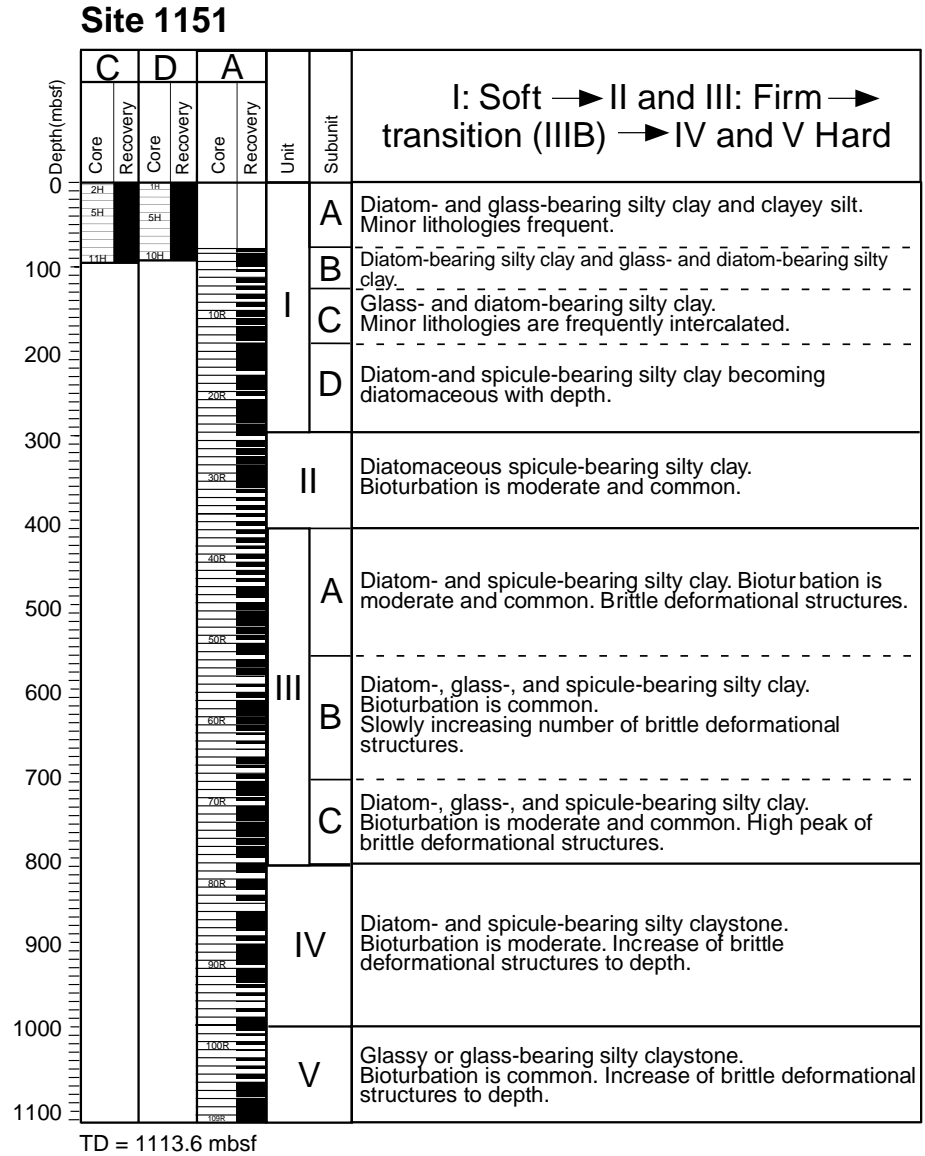 Site 1151
C D A
Depth(mbsf)
Core
Recovery
Core
Recovery
Core
Recovery
Unit
Subunit
I: Soft → II and III: Firm →
transition (IIIB) → IV and V Hard
0
100
200
300
400
500
600
700
800
900
1000
1100
2H
5H
11H
1H
5H
10H
10R
20R
30R
40R
50R
60R
70R
80R
90R
100R
109R
I
A
Diatom- and glass-bearing silty clay and clayey silt.
Minor lithologies frequent.
B
Diatom-bearing silty clay and glass- and diatom-bearing silty
clay.
C
Glass- and diatom-bearing silty clay.
Minor lithologies are frequently intercalated.
D
Diatom-and spicule-bearing silty clay becoming
diatomaceous with depth.
II
Diatomaceous spicule-bearing silty clay.
Bioturbation is moderate and common.
III
A
Diatom- and spicule-bearing silty clay. Bioturbation is
moderate and common. Brittle deformational structures.
B
Diatom-, glass-, and spicule-bearing silty clay.
Bioturbation is common.
Slowly increasing number of brittle deformational
structures.
C
Diatom-, glass-, and spicule-bearing silty clay.
Bioturbation is moderate and common. High peak of
brittle deformational structures.
IV
Diatom- and spicule-bearing silty claystone.
Bioturbation is moderate. Increase of brittle
deformational structures to depth.
V
Glassy or glass-bearing silty claystone.
Bioturbation is common. Increase of brittle deformational
structures to depth.
TD = 1113.6 mbsf